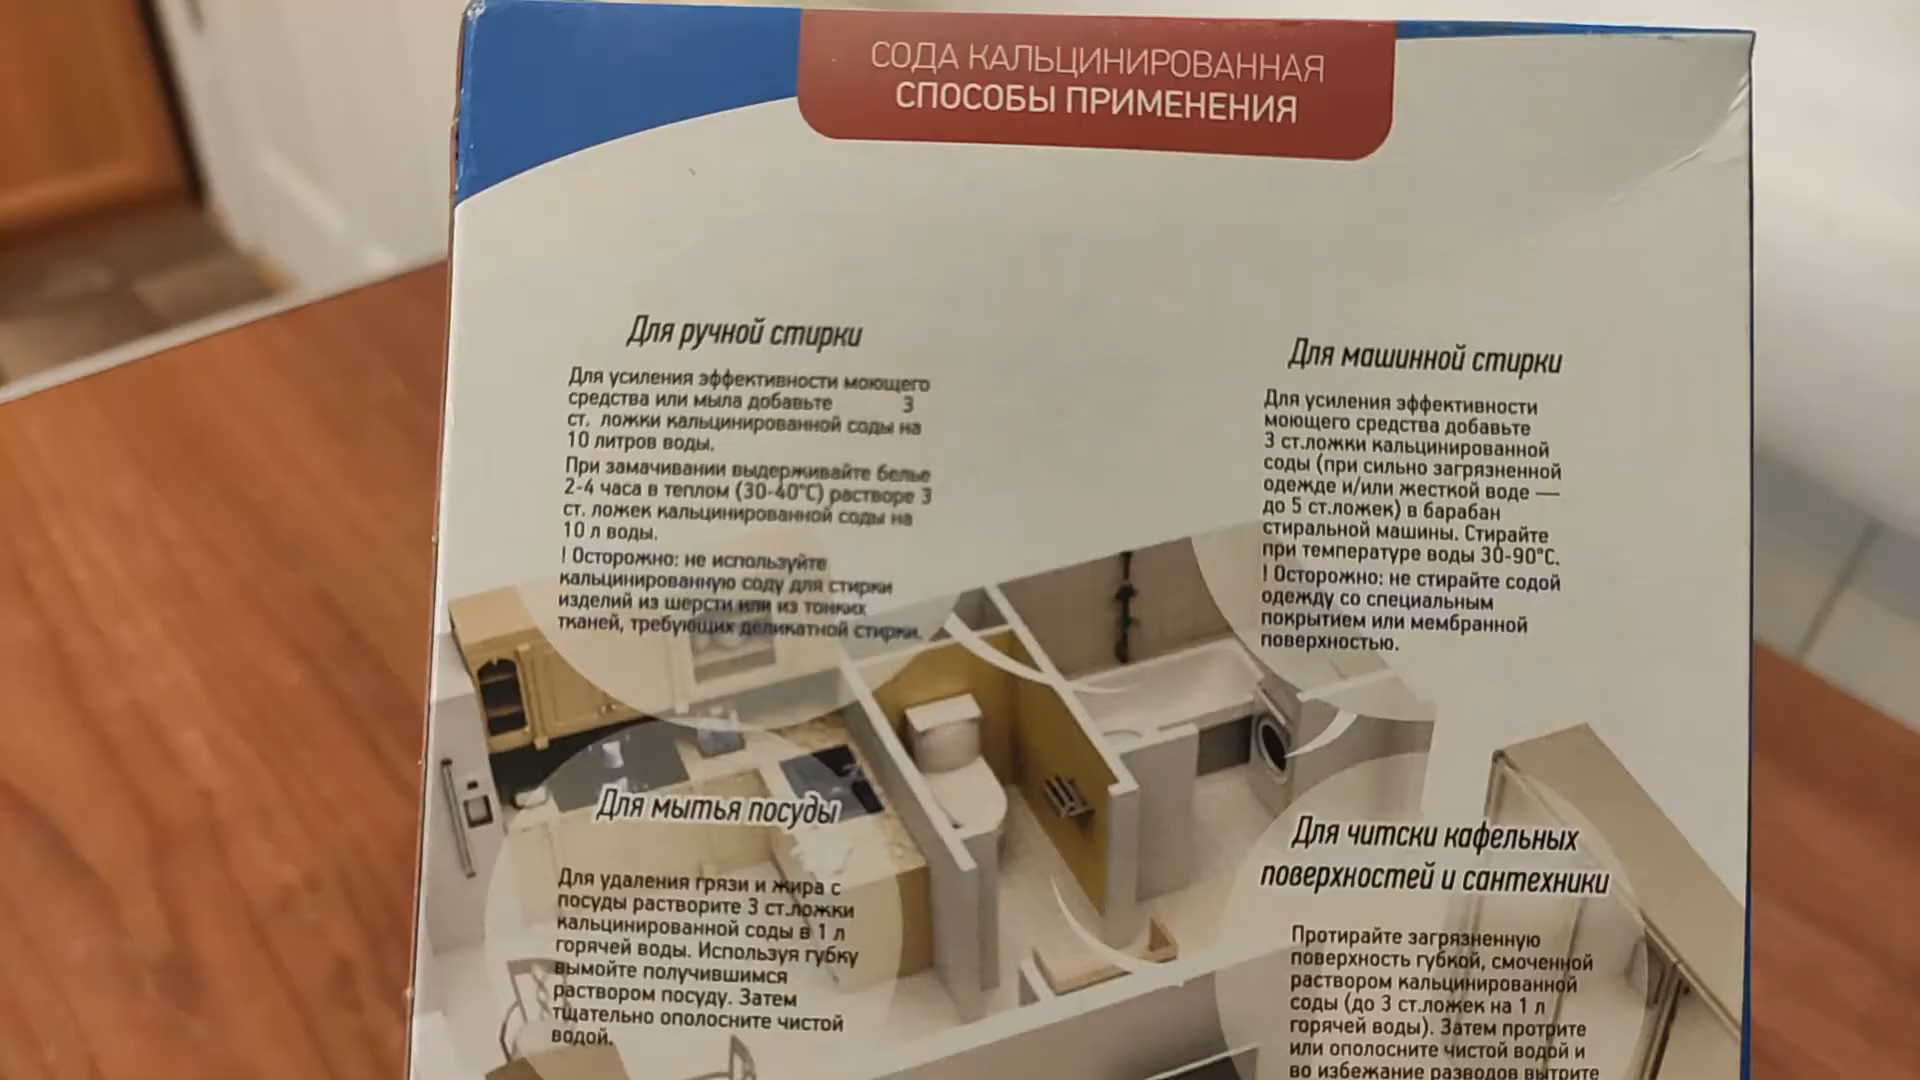 СОДА КАЛЬЦИНИРОВАННАЯ
СПОСОБЫ ПРИМЕНЕНИЯ
Для ручной стирки
Для усиления эффективности моющего
средства или мыла добавьте 3
ст. ложки кальцинированной соды на
10 литров воды.
При замачивании выдерживайте белье
2-4 часа в теплом (30-40°С) растворе 3
ст. ложек кальцинированной соды на
10 л воды.
! Осторожно: не используйте
кальцинированную соду для стирки
изделий из шерсти или из тонких
тканей, требующих деликатной стирки.
Для машинной стирки
Для усиления эффективности
моющего средства добавьте
3 ст.ложки кальцинированной
соды (при сильно загрязненной
одежде и/или жесткой воде —
до 5 ст.ложек) в барабан
стиральной машины. Стирайте
при температуре воды 30-90°С.
! Осторожно: не стирайте содой
одежду со специальным
покрытием или мембранной
поверхностью.
Для мытья посуды
Для удаления грязи и жира с
посуды растворите 3 ст.ложки
кальцинированной соды в 1 л
горячей воды. Используя губку
вымойте получившимся
раствором посуду. Затем
тщательно ополосните чистой
водой.
Для читски кафельных
поверхностей и сантехники
Протирайте загрязненную
поверхность губкой, смоченной
раствором кальцинированной
соды (до 3 ст.ложек на 1 л
горячей воды). Затем протрите
или ополосните чистой водой и
во избежание разводов вытрите